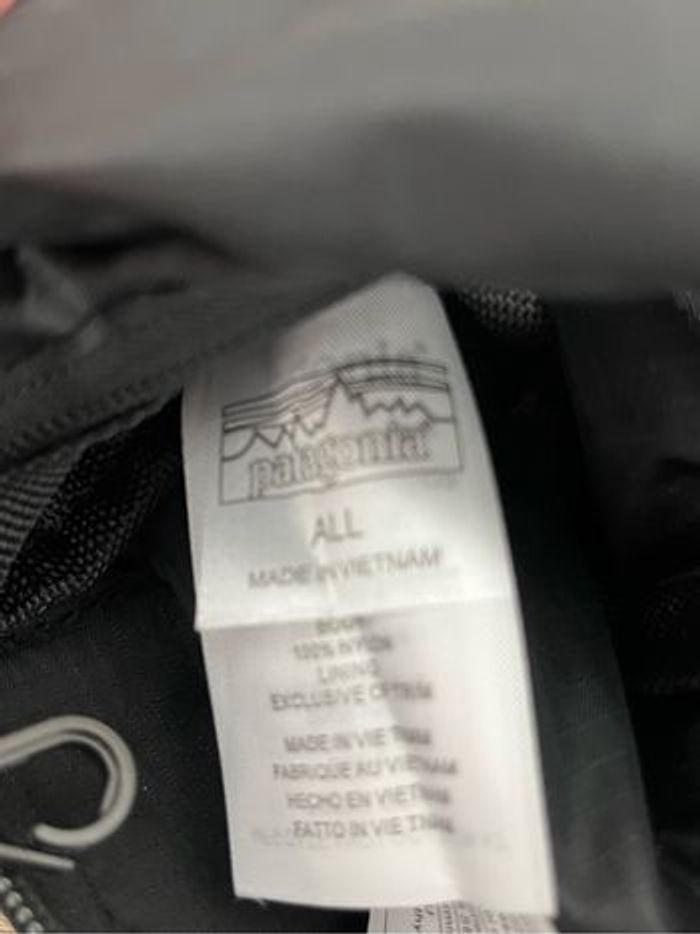 patagonia
ALL
MADE IN VIETNAM
BODY
100% NYLON
LINING
EXCLUSIVE OF TRIM
MADE IN VIETNAM
FABRIQUÉ AU VIETNAM
HECHO EN VIETNAM
FATTO IN VIETNAM